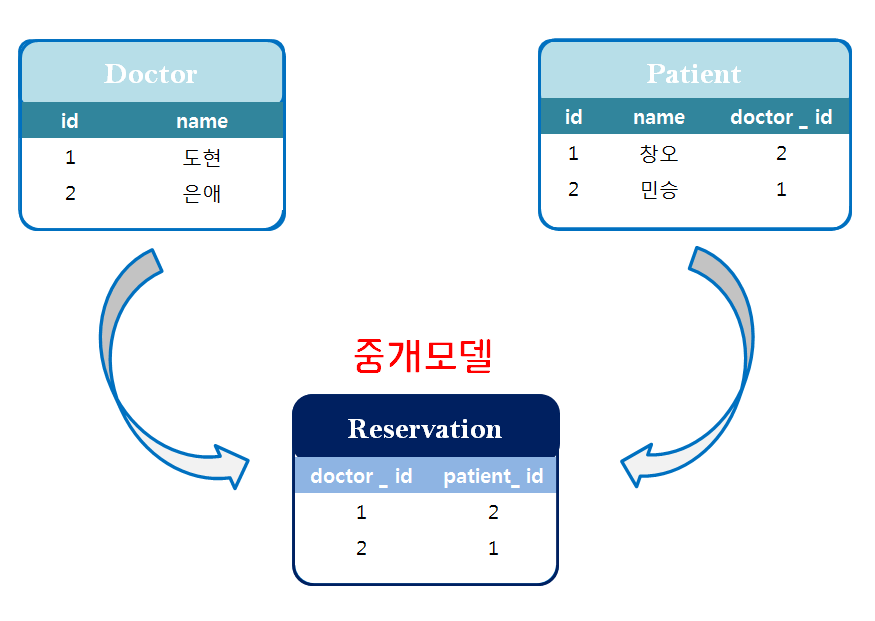 Doctor
id name
1 도현
2 은애
Patient
id name doctor _ id
1 창오 2
2 민승 1
중개모델
Reservation
doctor _ id patient_ id
1 2
2 1